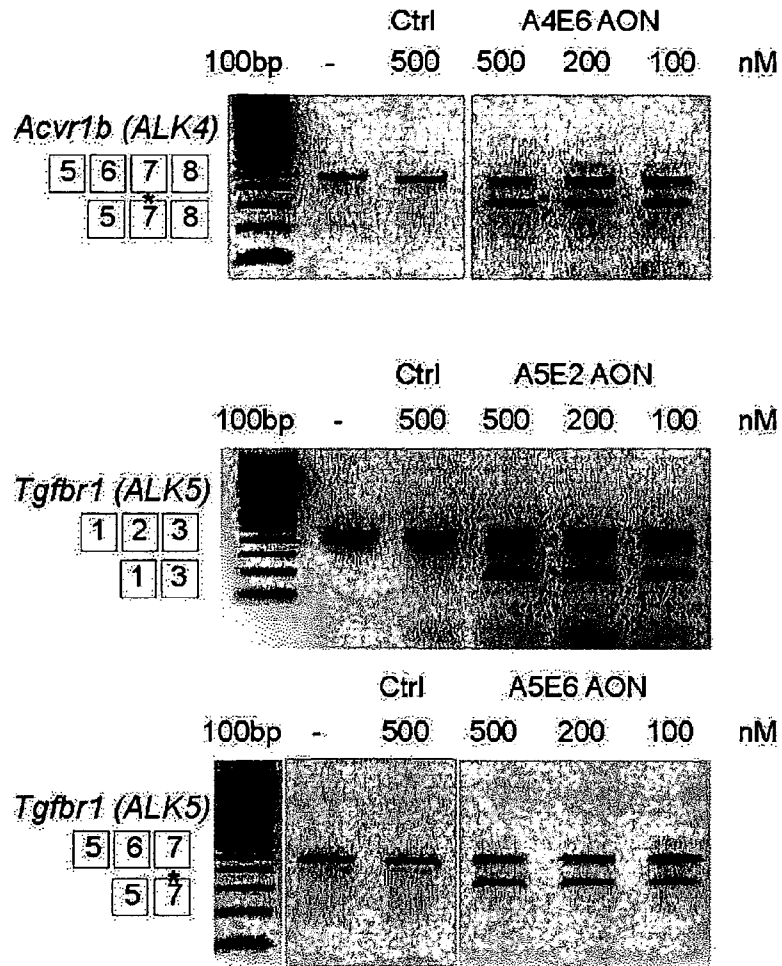 Ctrl A4E6 AON
100bp - 500 500 200 100 nM
Acvr1b (ALK4)
5 6 7 8
*
5 7 8
Ctrl A5E2 AON
100bp - 500 500 200 100 nM
Tgfbr1 (ALK5)
1 2 3
1 3
Ctrl A5E6 AON
100bp - 500 500 200 100 nM
Tgfbr1 (ALK5)
5 6 7
*
5 7